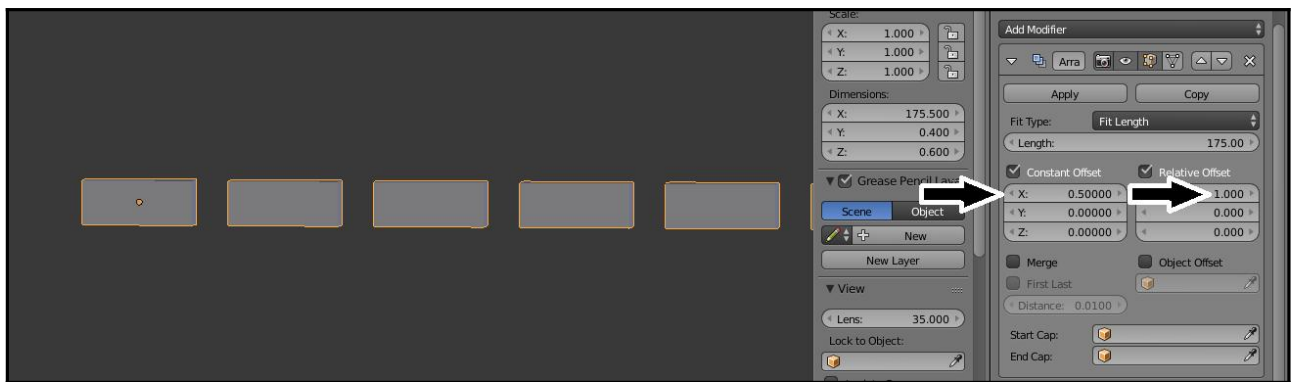 Scale:
X: 1.000
Y: 1.000
Z: 1.000
Dimensions:
X: 175.500
Y: 0.400
Z: 0.600
Grease Pencil
Scene Object
New
New Layer
View
Lens: 35.000
Lock to Object:
Add Modifier
Arra
Apply Copy
Fit Type: Fit Length
Length: 175.00
Constant Offset Relative Offset
X: 0.50000 1.000
Y: 0.00000 0.000
Z: 0.00000 0.000
Merge Object Offset
First Last
Distance: 0.0100
Start Cap:
End Cap: